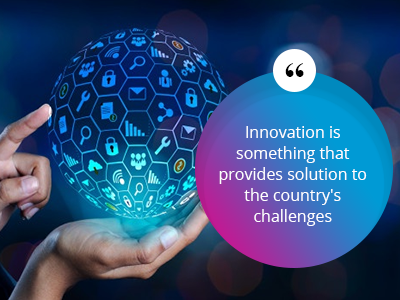 “
Innovation is
something that
provides solution to
the country's
challenges